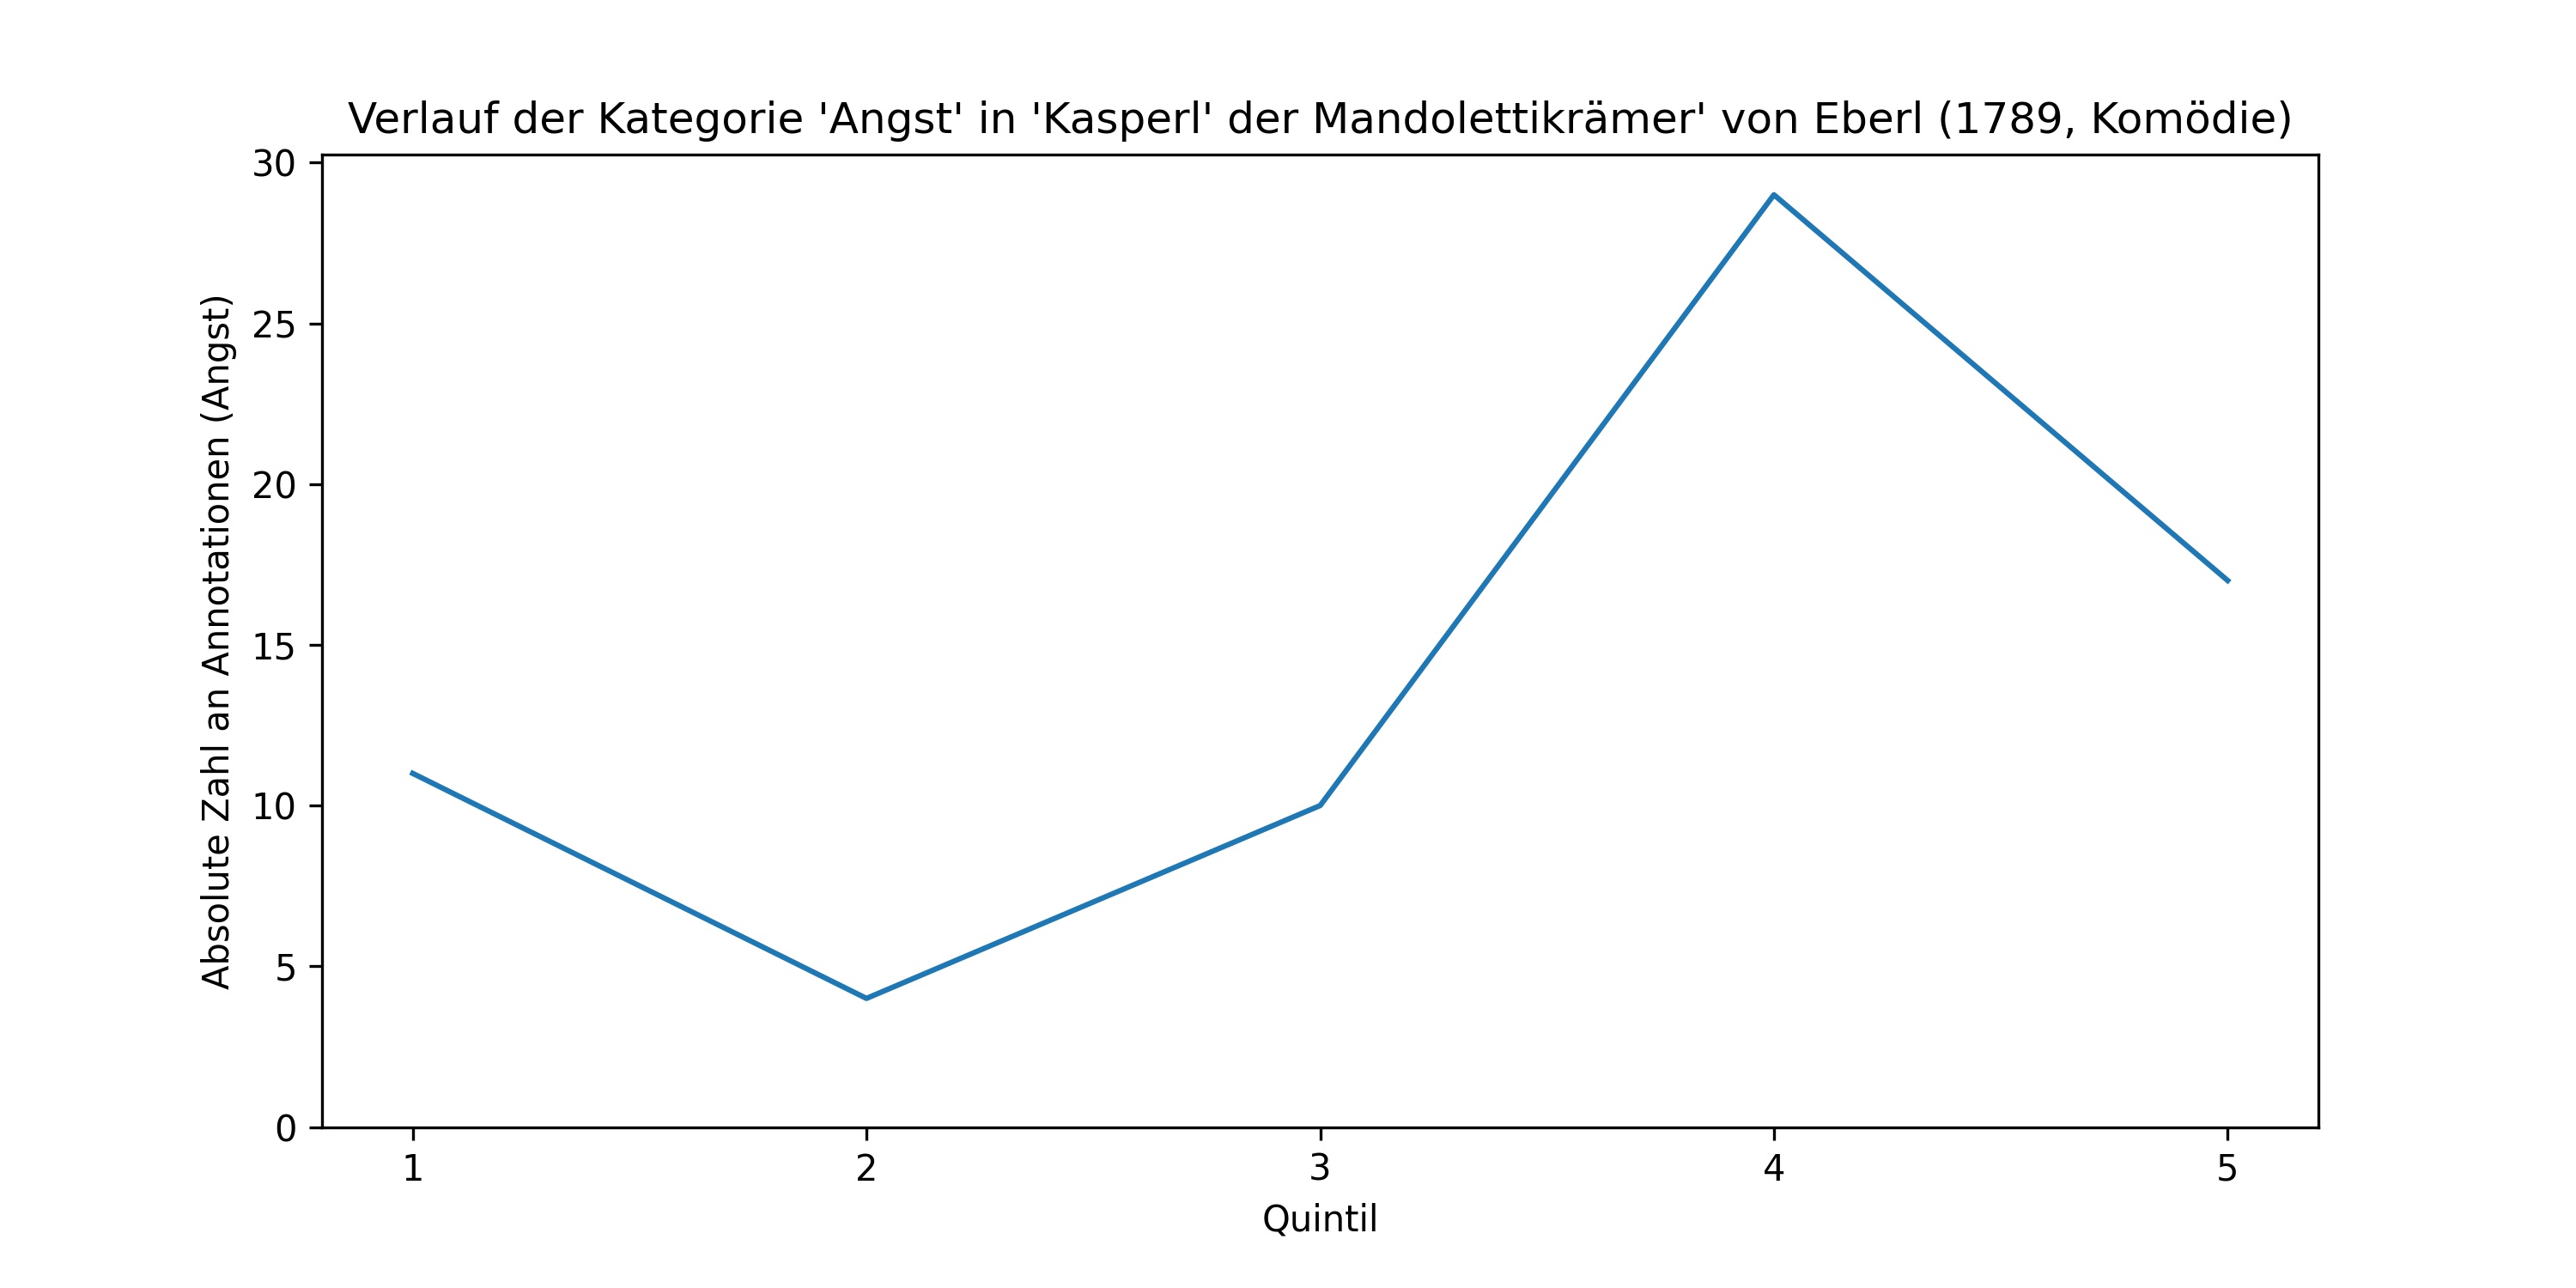 Verlauf der Kategorie 'Angst' in 'Kasperl' der Mandolettikrämer' von Eberl (1789, Komödie)
Absolute Zahl an Annotationen (Angst)
30
25
20
15
10
5
0
1 2 3 4 5
Quintil